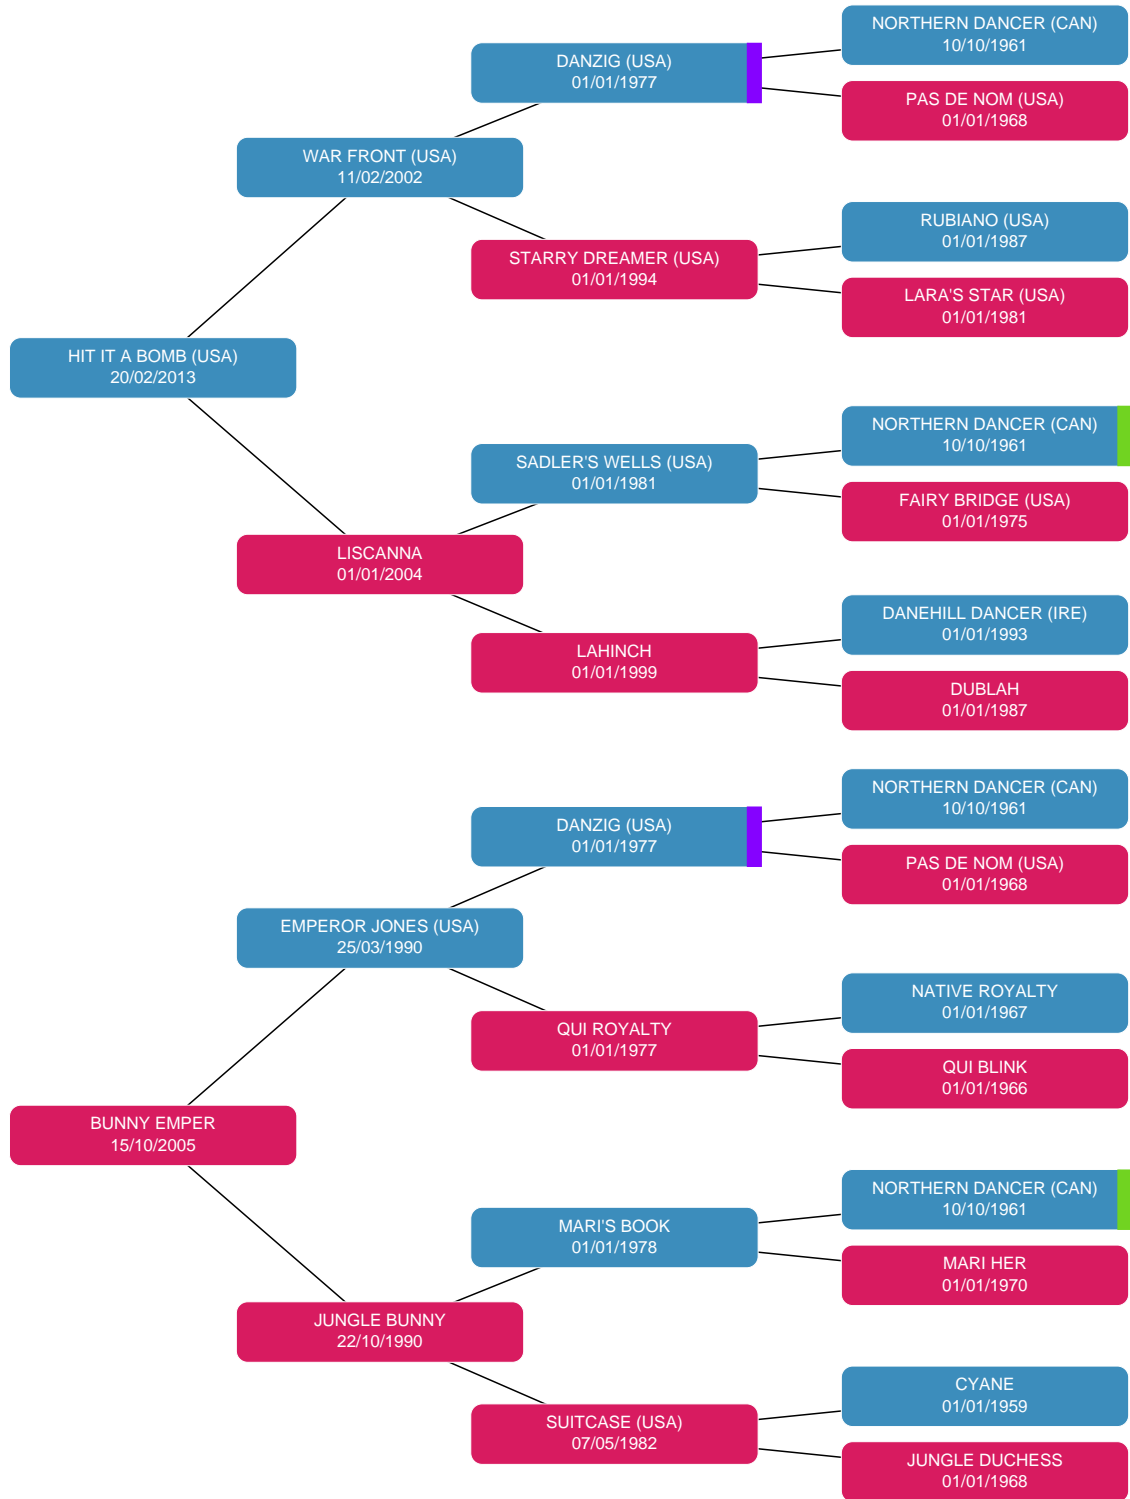 NORTHERN DANCER (CAN)
10/10/1961
DANZIG (USA)
01/01/1977
PAS DE NOM (USA)
01/01/1968
WAR FRONT (USA)
11/02/2002
RUBIANO (USA)
01/01/1987
STARRY DREAMER (USA)
01/01/1994
LARA'S STAR (USA)
01/01/1981
HIT IT A BOMB (USA)
20/02/2013
NORTHERN DANCER (CAN)
10/10/1961
SADLER'S WELLS (USA)
01/01/1981
FAIRY BRIDGE (USA)
01/01/1975
LISCANNA
01/01/2004
DANEHILL DANCER (IRE)
01/01/1993
LAHINCH
01/01/1999
DUBLAH
01/01/1987
NORTHERN DANCER (CAN)
10/10/1961
DANZIG (USA)
01/01/1977
PAS DE NOM (USA)
01/01/1968
EMPEROR JONES (USA)
25/03/1990
NATIVE ROYALTY
01/01/1967
QUI ROYALTY
01/01/1977
QUI BLINK
01/01/1966
BUNNY EMPER
15/10/2005
NORTHERN DANCER (CAN)
10/10/1961
MARI'S BOOK
01/01/1978
MARI HER
01/01/1970
JUNGLE BUNNY
22/10/1990
CYANE
01/01/1959
SUITCASE (USA)
07/05/1982
JUNGLE DUCHESS
01/01/1968